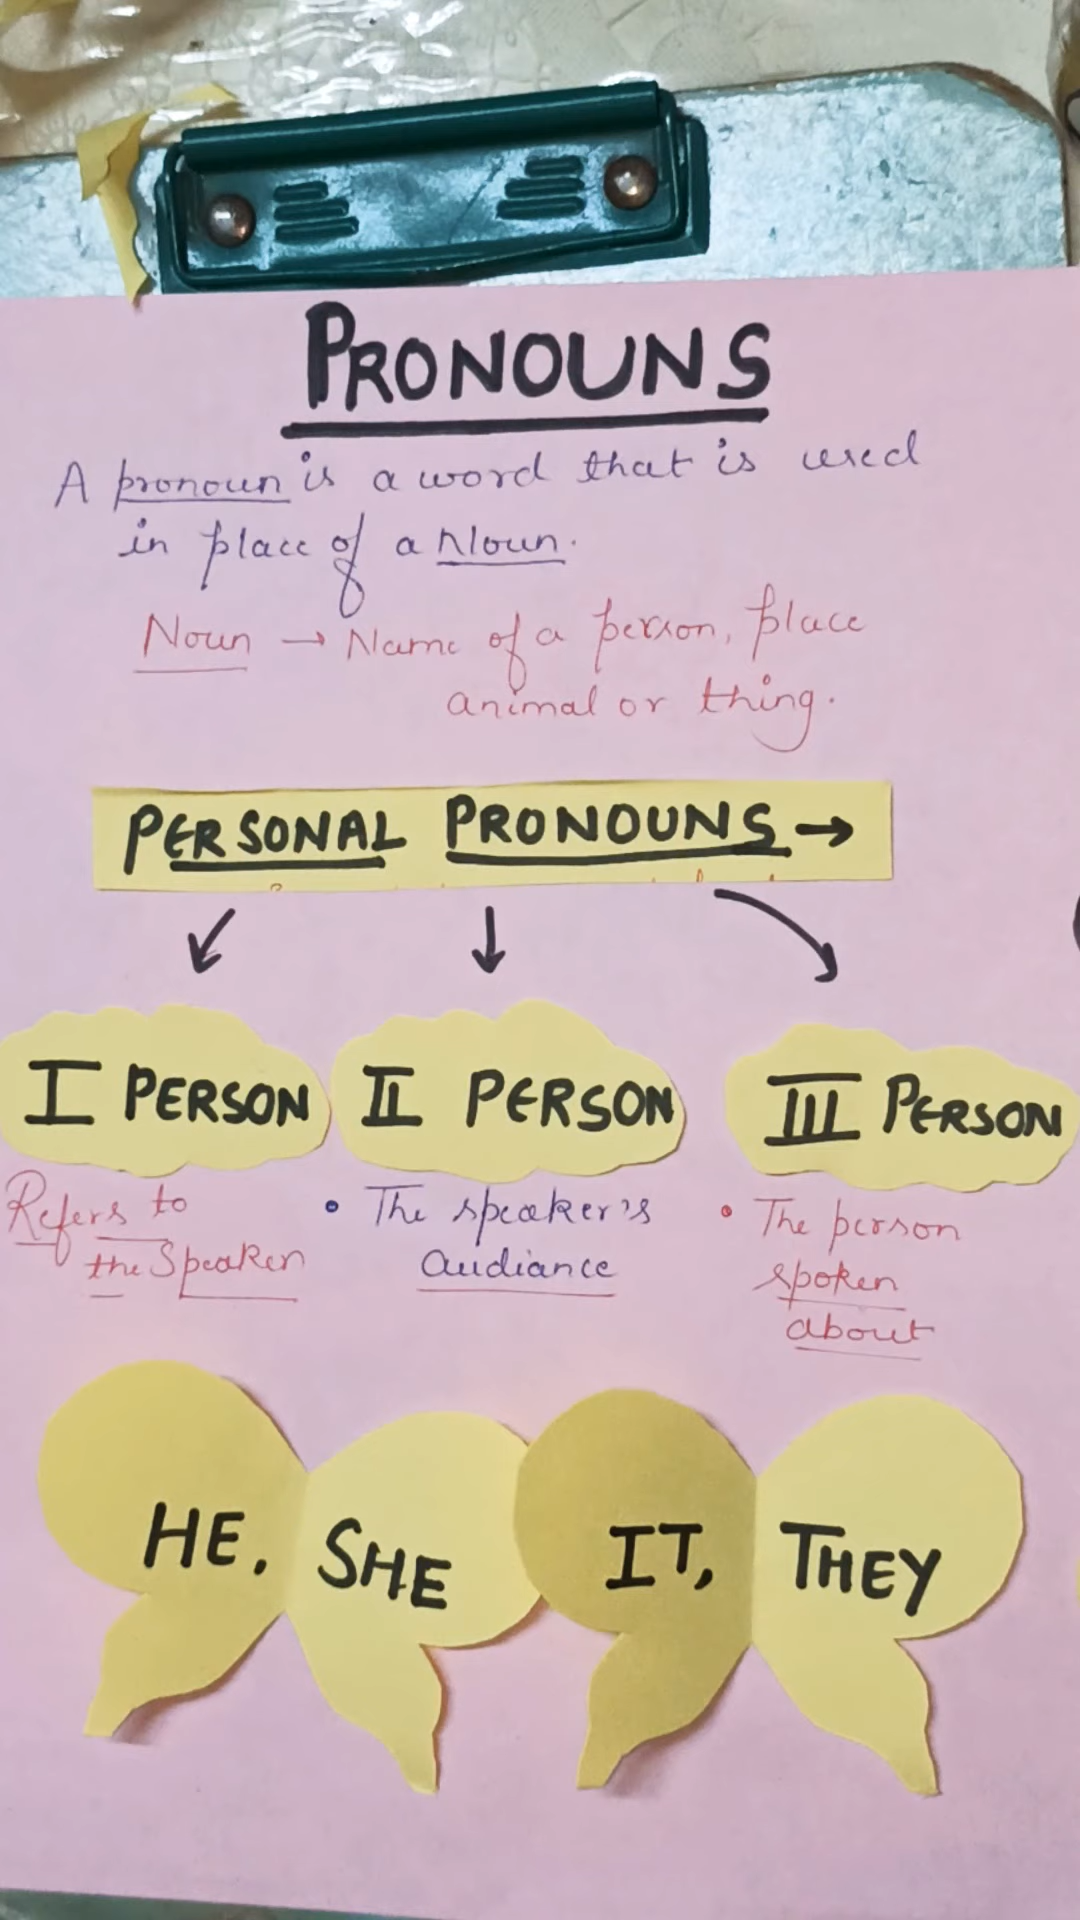 PRONOUNS
A pronoun is a word that is used
in place of a Noun.
Noun → Name of a person, place
animal or thing.
PERSONAL PRONOUNS →
I PERSON
II PERSON
III PERSON
Refers to
the Speaker
• The speaker's
audiance
• The person
spoken
about
HE, SHE
IT, THEY